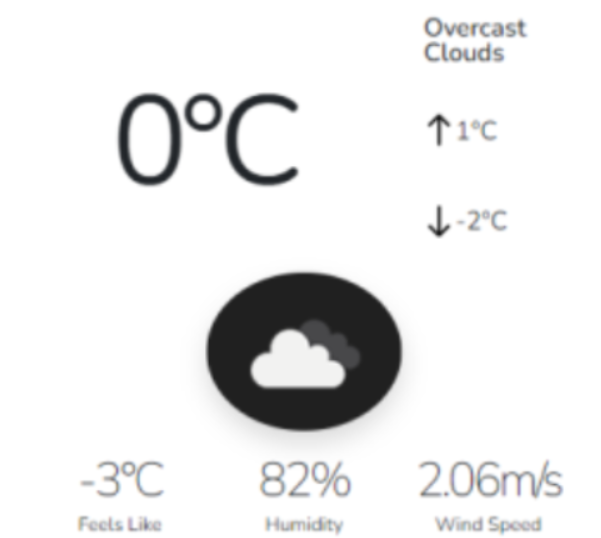 Overcast
Clouds
0°C
↑ 1°C
↓ -2°C
-3°C 82% 2.06m/s
Feels Like Humidity Wind Speed